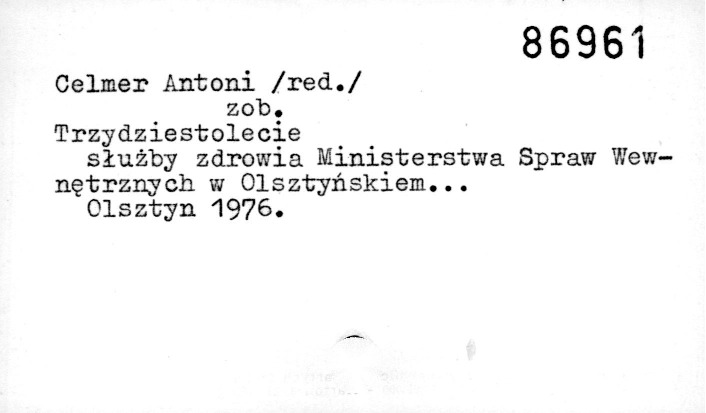 86961
Celmer Antoni /red./
zob.
Trzydziestolecie
służby zdrowia Ministerstwa Spraw Wew-
nętrznych w Olsztyńskiem...
Olsztyn 1976.